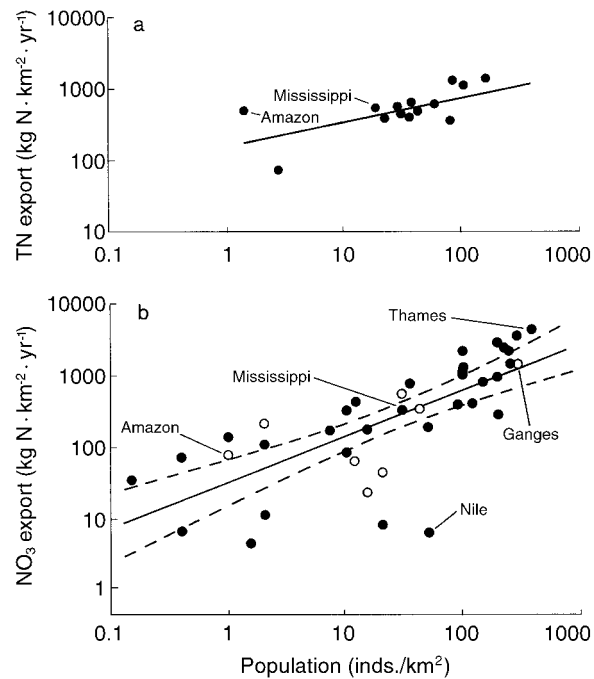 a
TN export (kg N · km-2 · yr-1)
10000
1000
100
10
Mississippi
Amazon
0.1 1 10 100 1000
b
NO3 export (kg N · km-2 · yr-1)
10000
1000
100
10
1
Thames
Mississippi
Amazon
Ganges
Nile
0.1 1 10 100 1000
Population (inds./km2)